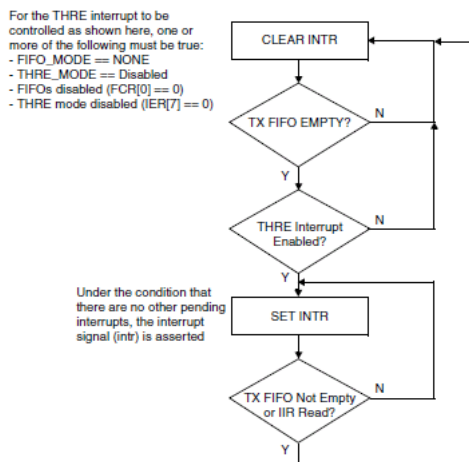 For the THRE interrupt to be
controlled as shown here, one or
more of the following must be true:
- FIFO_MODE == NONE
- THRE_MODE == Disabled
- FIFOs disabled (FCR[0] == 0)
- THRE mode disabled (IER[7] == 0)
CLEAR INTR
TX FIFO EMPTY?
N
Y
THRE Interrupt
Enabled?
N
Y
Under the condition that
there are no other pending
interrupts, the interrupt
signal (intr) is asserted
SET INTR
TX FIFO Not Empty
or IIR Read?
N
Y